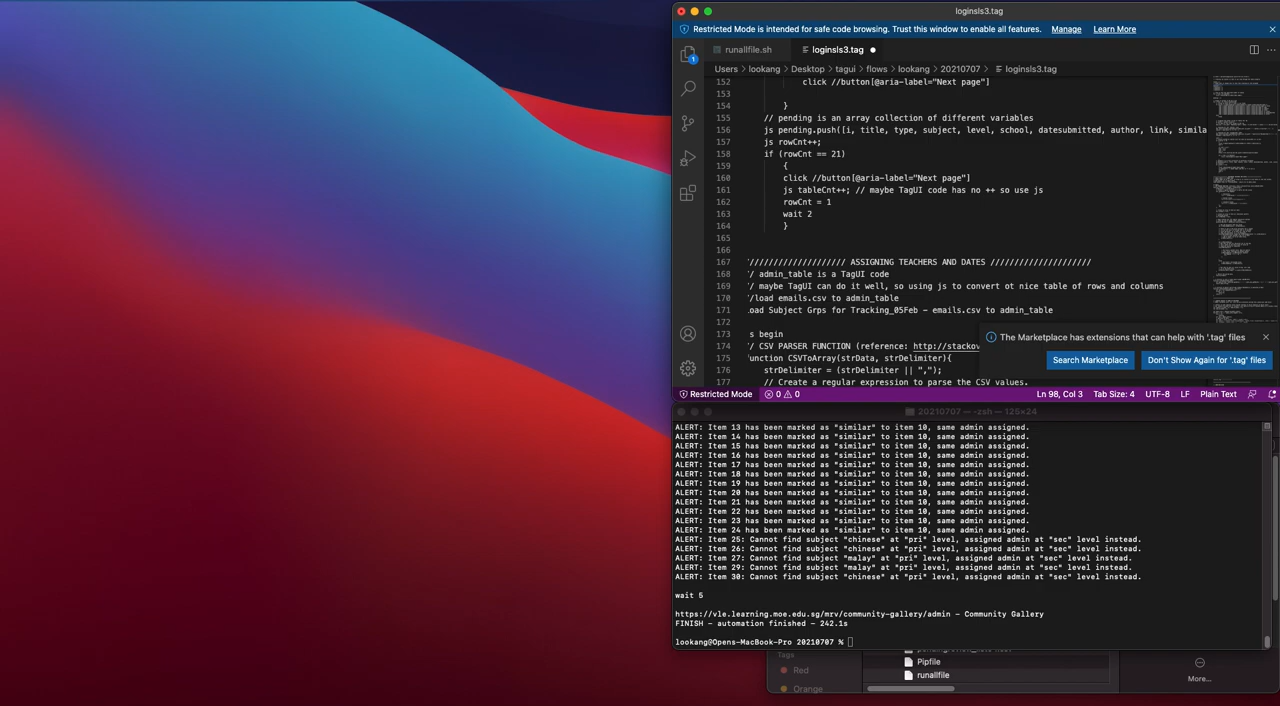 loginsls3.tag
Restricted Mode is intended for safe code browsing. Trust this window to enable all features. Manage Learn More
runallfile.sh
loginsls3.tag
Users > lookang > Desktop > tagui > flows > lookang > 20210707 > loginsls3.tag
1
152 click //button[@aria-label="Next page"]
153
154 }
155 // pending is an array collection of different variables
156 js pending.push([i, title, type, subject, level, school, datesubmitted, author, link, simila
157 js rowCnt++;
158 if (rowCnt == 21)
159 {
160 click //button[@aria-label="Next page"]
161 js tableCnt++; // maybe TagUI code has no ++ so use js
162 rowCnt = 1
163 wait 2
164 }
165
166
167 '/////////////////// ASSIGNING TEACHERS AND DATES /////////////////////
168 '/ admin_table is a TagUI code
169 '/ maybe TagUI can do it well, so using js to convert ot nice table of rows and columns
170 '/load emails.csv to admin_table
171 .oad Subject Grps for Tracking_05Feb - emails.csv to admin_table
172
173 s begin
174 '/ CSV PARSER FUNCTION (reference: http://stackov
175 'unction CSVToArray(strData, strDelimiter){
176 strDelimiter = (strDelimiter || ",");
177 // Create a regular expression to parse the CSV values.
The Marketplace has extensions that can help with '.tag' files
Search Marketplace
Don't Show Again for '.tag' files
Restricted Mode
0 0
Ln 98, Col 3 Tab Size: 4 UTF-8 LF Plain Text
20210707 — -zsh — 125×24
ALERT: Item 13 has been marked as "similar" to item 10, same admin assigned.
ALERT: Item 14 has been marked as "similar" to item 10, same admin assigned.
ALERT: Item 15 has been marked as "similar" to item 10, same admin assigned.
ALERT: Item 16 has been marked as "similar" to item 10, same admin assigned.
ALERT: Item 17 has been marked as "similar" to item 10, same admin assigned.
ALERT: Item 18 has been marked as "similar" to item 10, same admin assigned.
ALERT: Item 19 has been marked as "similar" to item 10, same admin assigned.
ALERT: Item 20 has been marked as "similar" to item 10, same admin assigned.
ALERT: Item 21 has been marked as "similar" to item 10, same admin assigned.
ALERT: Item 22 has been marked as "similar" to item 10, same admin assigned.
ALERT: Item 23 has been marked as "similar" to item 10, same admin assigned.
ALERT: Item 24 has been marked as "similar" to item 10, same admin assigned.
ALERT: Item 25: Cannot find subject "chinese" at "pri" level, assigned admin at "sec" level instead.
ALERT: Item 26: Cannot find subject "chinese" at "pri" level, assigned admin at "sec" level instead.
ALERT: Item 27: Cannot find subject "malay" at "pri" level, assigned admin at "sec" level instead.
ALERT: Item 29: Cannot find subject "malay" at "pri" level, assigned admin at "sec" level instead.
ALERT: Item 30: Cannot find subject "chinese" at "pri" level, assigned admin at "sec" level instead.
wait 5
https://vle.learning.moe.edu.sg/mrv/community-gallery/admin - Community Gallery
FINISH - automation finished - 242.1s
lookang@Opens-MacBook-Pro 20210707 %
Tags
Red
Orange
Pipfile
runallfile
More...